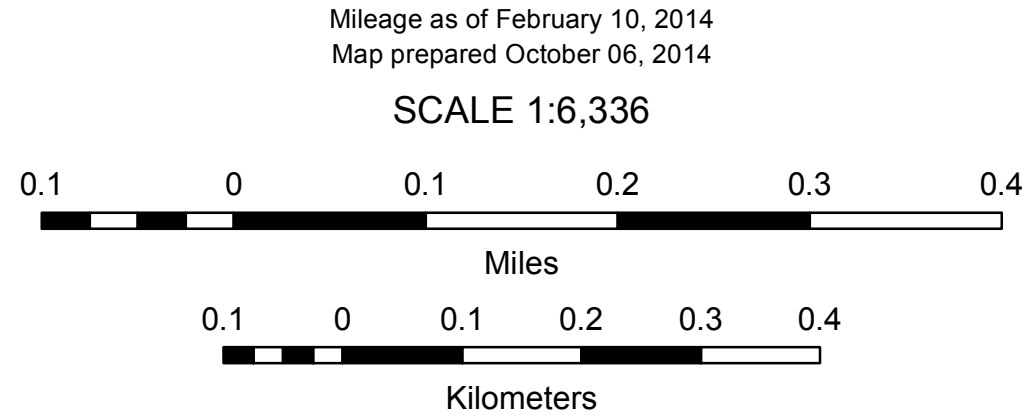 Mileage as of February 10, 2014
Map prepared October 06, 2014
SCALE 1:6,336
0.1 0 0.1 0.2 0.3 0.4
Miles
0.1 0 0.1 0.2 0.3 0.4
Kilometers